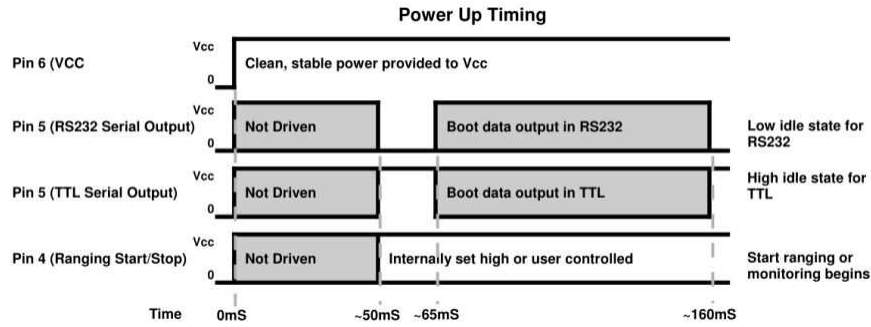 Power Up Timing
Pin 6 (VCC
Vcc
0
Clean, stable power provided to Vcc
Pin 5 (RS232 Serial Output)
Vcc
0
Not Driven
Boot data output in RS232
Low idle state for
RS232
Pin 5 (TTL Serial Output)
Vcc
0
Not Driven
Boot data output in TTL
High idle state for
TTL
Pin 4 (Ranging Start/Stop)
Vcc
0
Not Driven
Internally set high or user controlled
Start ranging or
monitoring begins
Time 0mS ~50mS ~65mS ~160mS